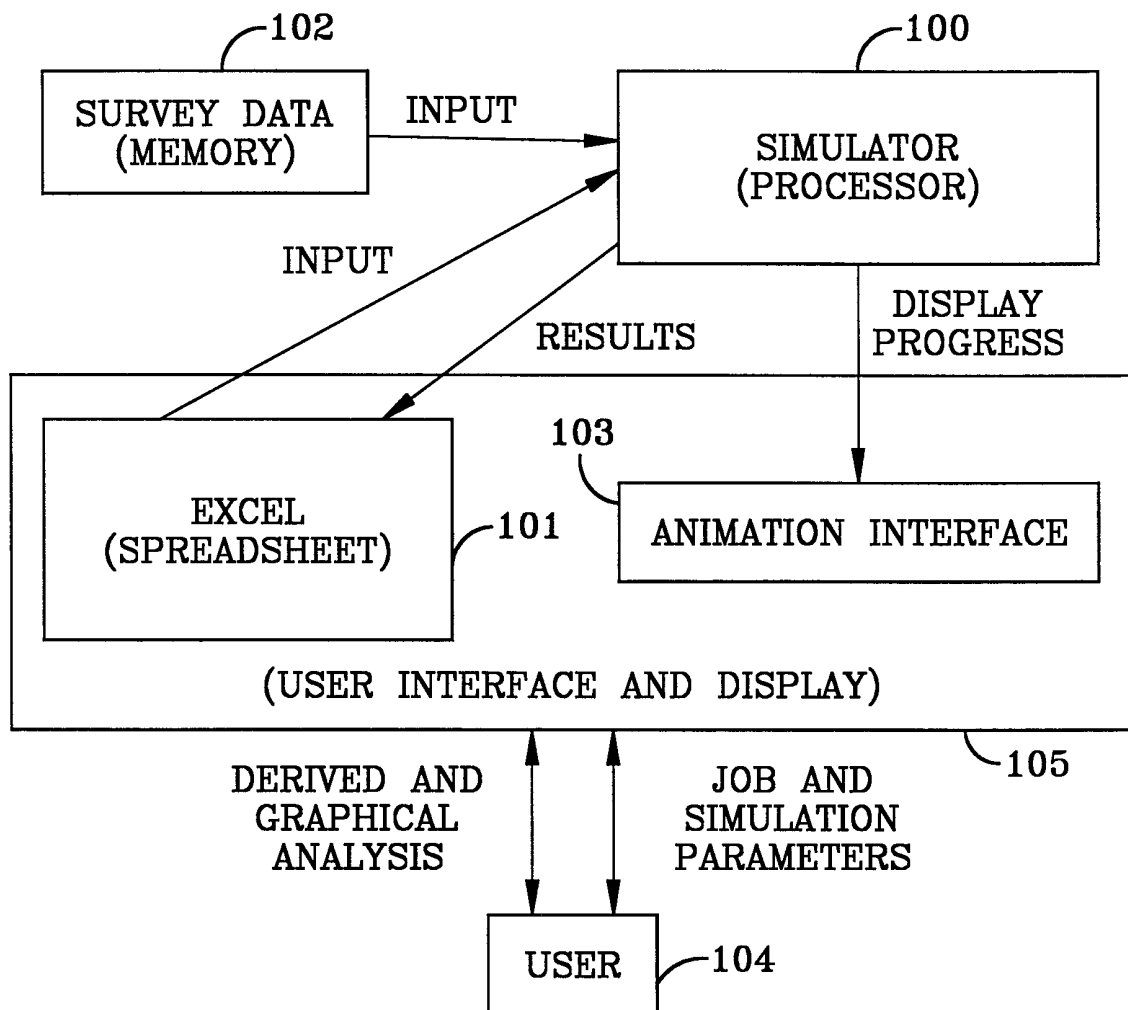 102
100
SURVEY DATA
(MEMORY)
INPUT
SIMULATOR
(PROCESSOR)
INPUT
RESULTS
DISPLAY
PROGRESS
103
EXCEL
(SPREADSHEET)
101
ANIMATION INTERFACE
(USER INTERFACE AND DISPLAY)
105
DERIVED AND
GRAPHICAL
ANALYSIS
JOB AND
SIMULATION
PARAMETERS
USER
104